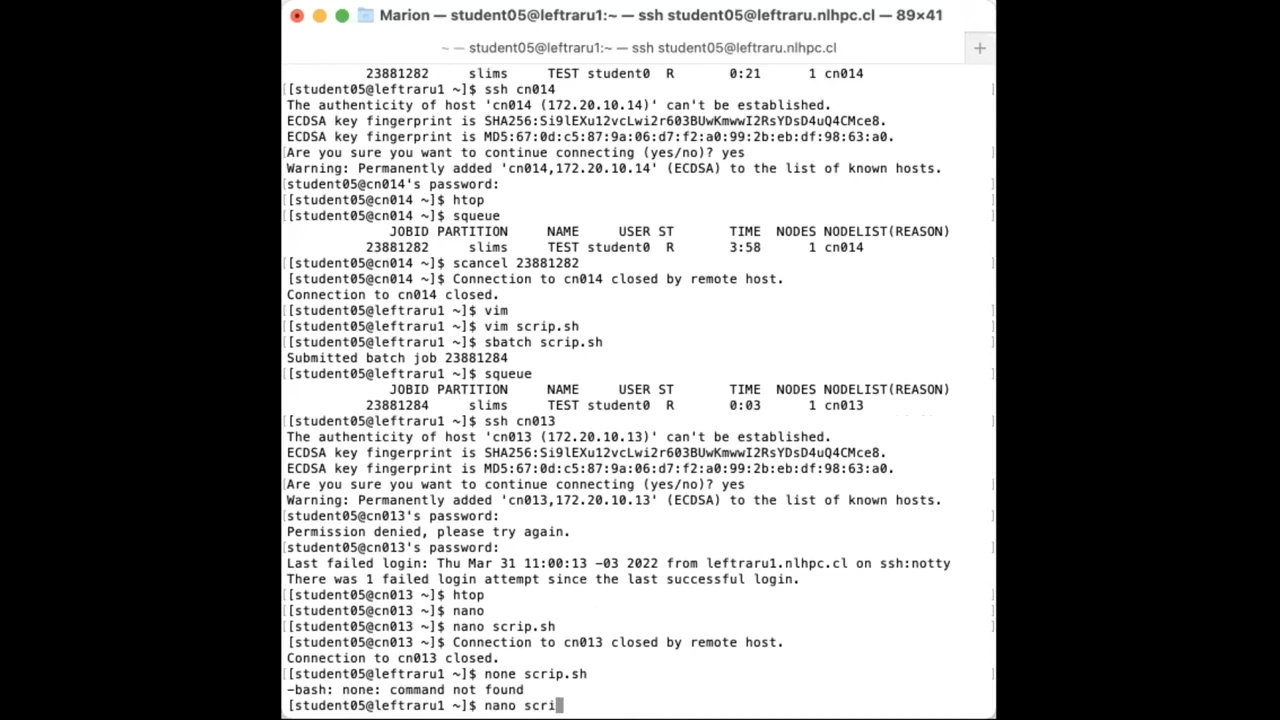 Marion — student05@leftraru1:~ — ssh student05@leftraru.nlhpc.cl — 89×41
~ — student05@leftraru1:~ — ssh student05@leftraru.nlhpc.cl
+
23881282 slims TEST student0 R 0:21 1 cn014
[[student05@leftraru1 ~]$ ssh cn014 ]
The authenticity of host 'cn014 (172.20.10.14)' can't be established.
ECDSA key fingerprint is SHA256:Si9lEXu12vcLwi2r603BUwKmwwI2RsYDsD4uQ4CMce8.
ECDSA key fingerprint is MD5:67:0d:c5:87:9a:06:d7:f2:a0:99:2b:eb:df:98:63:a0.
[Are you sure you want to continue connecting (yes/no)? yes ]
Warning: Permanently added 'cn014,172.20.10.14' (ECDSA) to the list of known hosts.
[student05@cn014's password: ]
[[student05@cn014 ~]$ htop ]
[[student05@cn014 ~]$ squeue ]
JOBID PARTITION NAME USER ST TIME NODES NODELIST(REASON)
23881282 slims TEST student0 R 3:58 1 cn014
[[student05@cn014 ~]$ scancel 23881282 ]
[[student05@cn014 ~]$ Connection to cn014 closed by remote host. ]
Connection to cn014 closed.
[[student05@leftraru1 ~]$ vim ]
[[student05@leftraru1 ~]$ vim scrip.sh ]
[[student05@leftraru1 ~]$ sbatch scrip.sh ]
Submitted batch job 23881284
[[student05@leftraru1 ~]$ squeue ]
JOBID PARTITION NAME USER ST TIME NODES NODELIST(REASON)
23881284 slims TEST student0 R 0:03 1 cn013
[[student05@leftraru1 ~]$ ssh cn013 ]
The authenticity of host 'cn013 (172.20.10.13)' can't be established.
ECDSA key fingerprint is SHA256:Si9lEXu12vcLwi2r603BUwKmwwI2RsYDsD4uQ4CMce8.
ECDSA key fingerprint is MD5:67:0d:c5:87:9a:06:d7:f2:a0:99:2b:eb:df:98:63:a0.
[Are you sure you want to continue connecting (yes/no)? yes ]
Warning: Permanently added 'cn013,172.20.10.13' (ECDSA) to the list of known hosts.
[student05@cn013's password: ]
Permission denied, please try again.
[student05@cn013's password: ]
Last failed login: Thu Mar 31 11:00:13 -03 2022 from leftraru1.nlhpc.cl on ssh:notty
There was 1 failed login attempt since the last successful login.
[[student05@cn013 ~]$ htop ]
[[student05@cn013 ~]$ nano ]
[[student05@cn013 ~]$ nano scrip.sh ]
[[student05@cn013 ~]$ Connection to cn013 closed by remote host. ]
Connection to cn013 closed.
[[student05@leftraru1 ~]$ none scrip.sh ]
-bash: none: command not found
[student05@leftraru1 ~]$ nano scri